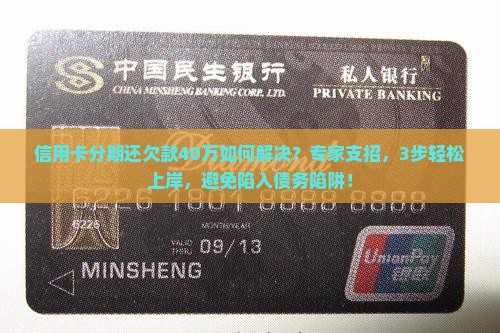 中国民生银行
CHINA MINSHENG BANKING CORP., LTD.
私人银行
PRIVATE BANKING
信用卡分期还欠款40万如何解决？专家支招，3步轻松
上岸，避免陷入债务陷阱！
6226 1801 8888 8888
6226
MONTH/YEAR
VALID
THRU
09/13
MINSHENG
UnionPay
银联